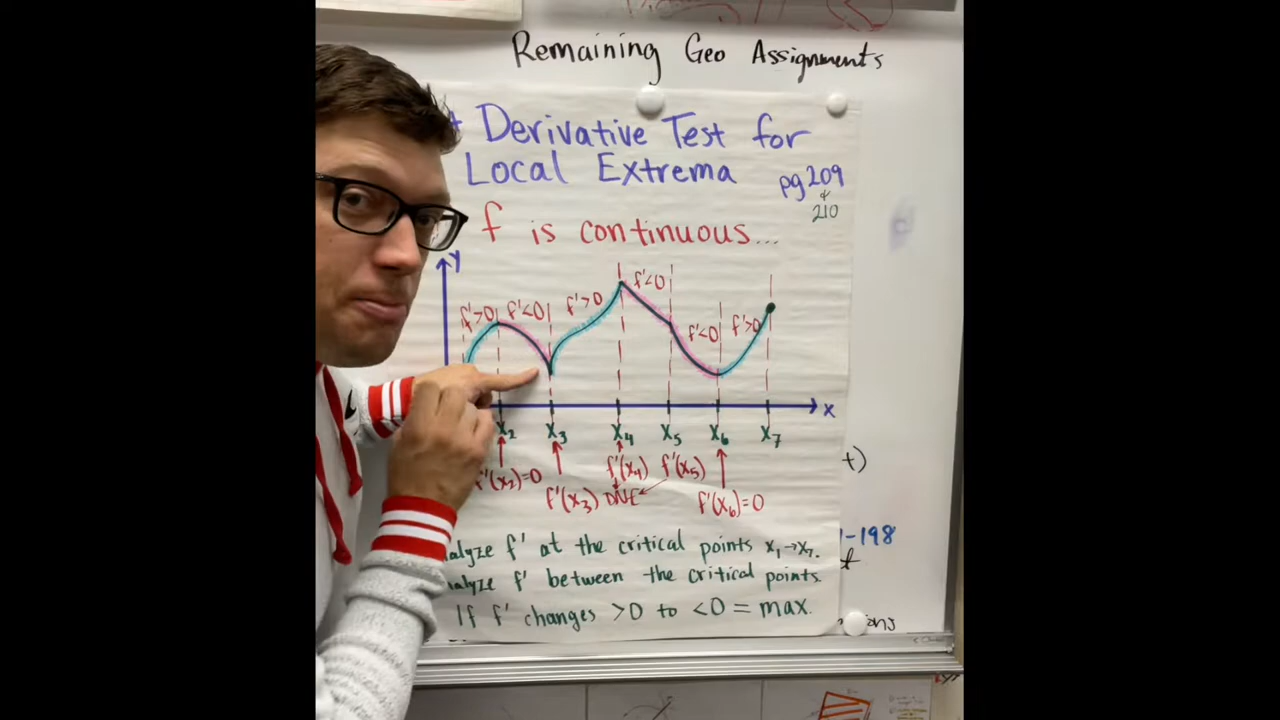 Remaining Geo Assignments
Derivative Test for
Local Extrema
pg 209
&
210
f is continuous...
y
f'>0 f'<0 f'>0 f'<0 f'<0 f'>0
x
x₂ x₃ x₄ x₅ x₆ x₇
f'(x₂)=0 f'(x₃) DNE f'(x₄) f'(x₅) f'(x₆)=0
t)
alyze f' at the critical points x₁→x₇.
nalyze f' between the critical points.
If f' changes >0 to <0 = max.
-198